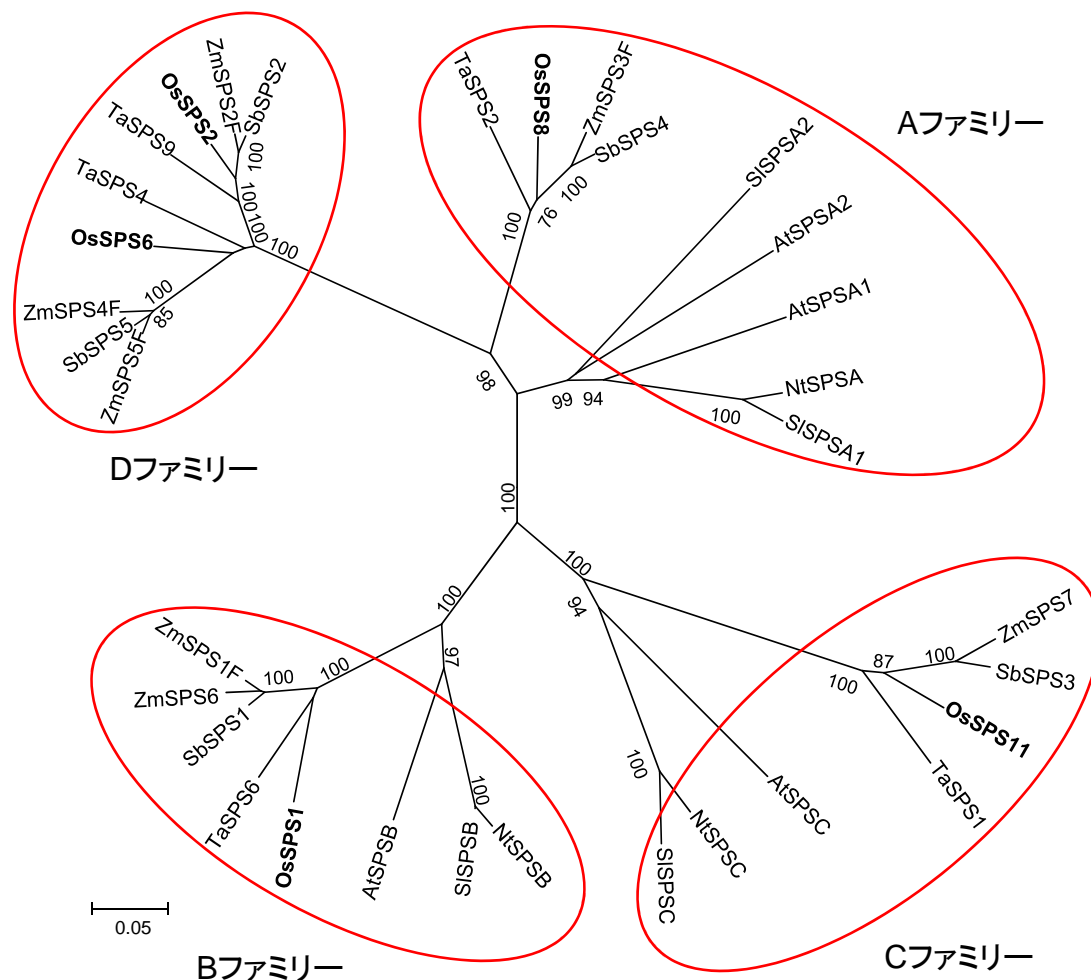 ZmSPS2F
SbSPS2
OsSPS2
TaSPS9
TaSPS4
OsSPS6
ZmSPS4F
SbSPS5
ZmSPS5F
100
100
100
100
100
85
Dファミリー
TaSPS2
OsSPS8
ZmSPS3F
SbSPS4
SlSPSA2
AtSPSA2
AtSPSA1
NtSPSA
SlSPSA1
100
76
100
98
99
94
100
Aファミリー
100
100
100
94
97
ZmSPS1F
ZmSPS6
SbSPS1
TaSPS6
OsSPS1
AtSPSB
SlSPSB
NtSPSB
100
100
100
Bファミリー
ZmSPS7
SbSPS3
OsSPS11
TaSPS1
AtSPSC
NtSPSC
SlSPSC
87
100
100
100
Cファミリー
0.05